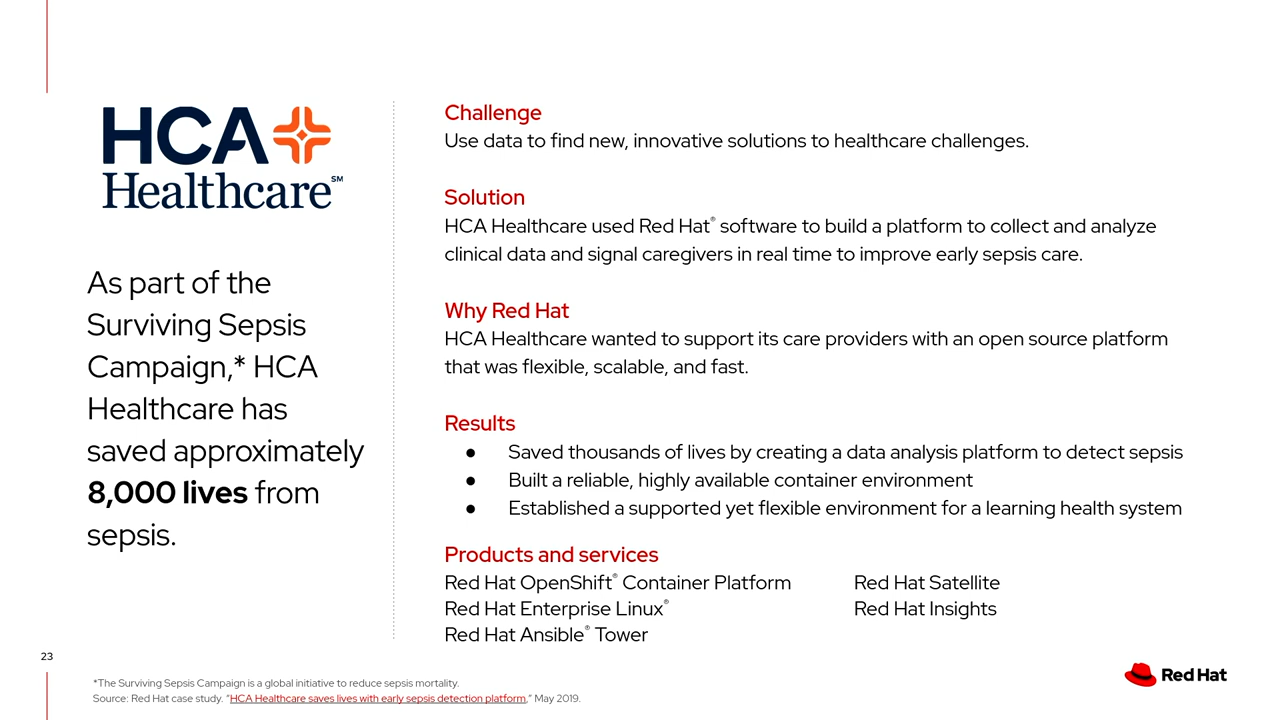 HCA
Healthcare℠
As part of the
Surviving Sepsis
Campaign,* HCA
Healthcare has
saved approximately
8,000 lives from
sepsis.
Challenge
Use data to find new, innovative solutions to healthcare challenges.
Solution
HCA Healthcare used Red Hat® software to build a platform to collect and analyze
clinical data and signal caregivers in real time to improve early sepsis care.
Why Red Hat
HCA Healthcare wanted to support its care providers with an open source platform
that was flexible, scalable, and fast.
Results
● Saved thousands of lives by creating a data analysis platform to detect sepsis
● Built a reliable, highly available container environment
● Established a supported yet flexible environment for a learning health system
Products and services
Red Hat OpenShift® Container Platform
Red Hat Enterprise Linux®
Red Hat Ansible® Tower
Red Hat Satellite
Red Hat Insights
23
*The Surviving Sepsis Campaign is a global initiative to reduce sepsis mortality.
Source: Red Hat case study. “HCA Healthcare saves lives with early sepsis detection platform,” May 2019.
Red Hat